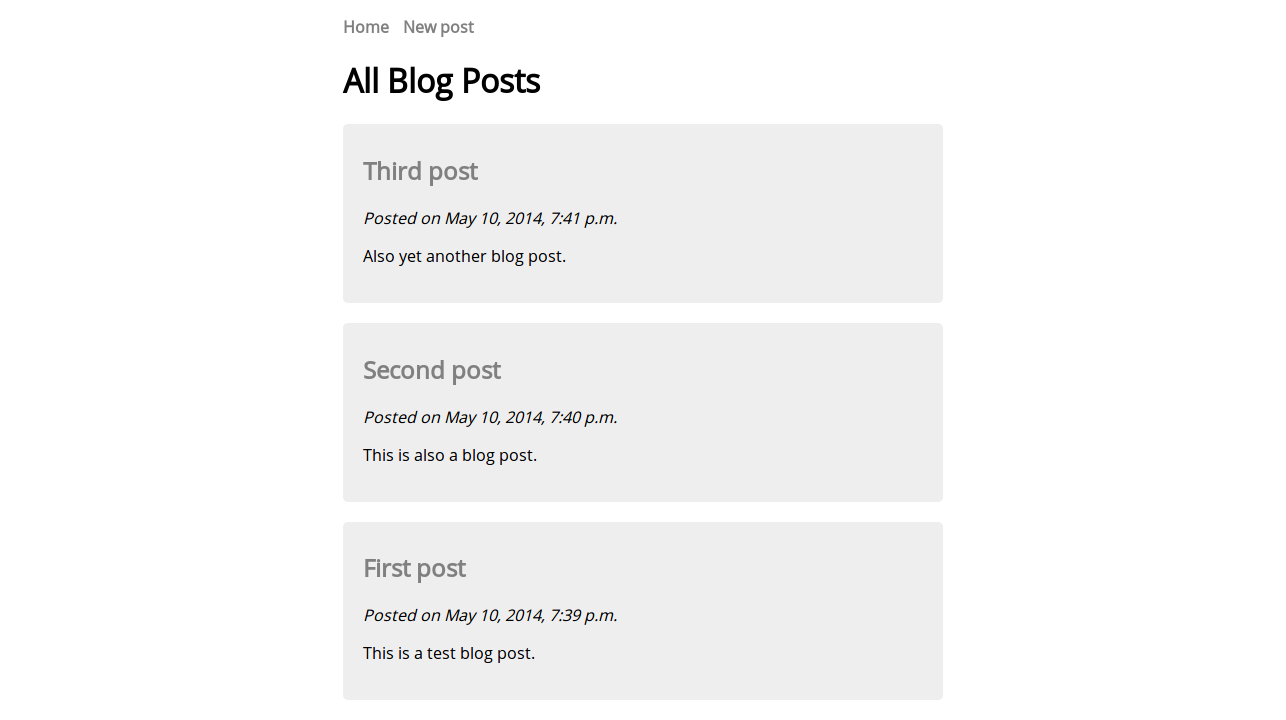 Home New post
All Blog Posts
Third post
Posted on May 10, 2014, 7:41 p.m.
Also yet another blog post.
Second post
Posted on May 10, 2014, 7:40 p.m.
This is also a blog post.
First post
Posted on May 10, 2014, 7:39 p.m.
This is a test blog post.